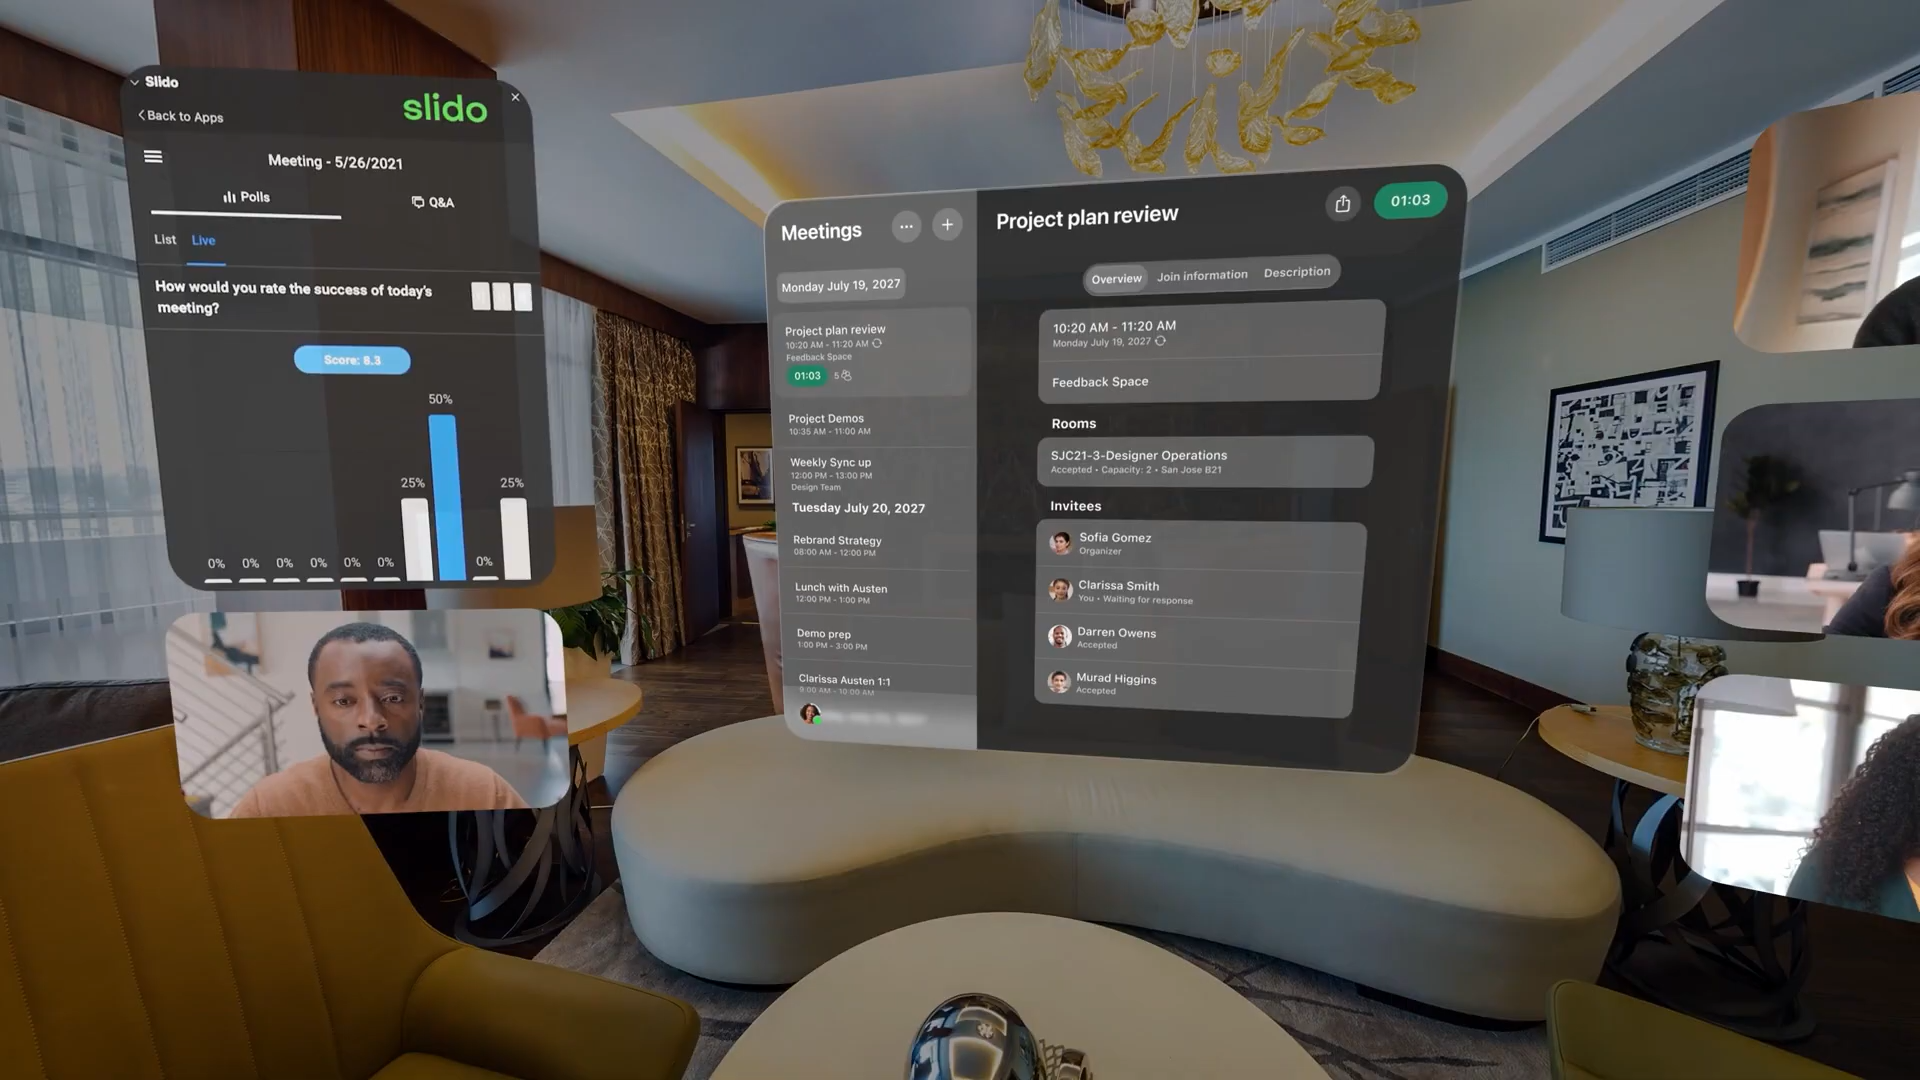 Slido
slido
Back to Apps
Meeting - 5/26/2021
Polls
Q&A
List
Live
How would you rate the success of today's
meeting?
Score: 8.3
50%
25%
25%
0%
0%
0%
0%
0%
0%
0%
Meetings
Monday July 19, 2027
Project plan review
10:20 AM - 11:20 AM
Feedback Space
01:03
5
Project Demos
10:35 AM - 11:00 AM
Weekly Sync up
12:00 PM - 13:00 PM
Design Team
Tuesday July 20, 2027
Rebrand Strategy
08:00 AM - 12:00 PM
Lunch with Austen
12:00 PM - 1:00 PM
Demo prep
1:00 PM - 3:00 PM
Clarissa Austen 1:1
9:00 AM - 10:00 AM
Project plan review
01:03
Overview
Join information
Description
10:20 AM - 11:20 AM
Monday July 19, 2027
Feedback Space
Rooms
SJC21-3-Designer Operations
Accepted • Capacity: 2 • San Jose B21
Invitees
Sofia Gomez
Organizer
Clarissa Smith
You • Waiting for response
Darren Owens
Accepted
Murad Higgins
Accepted